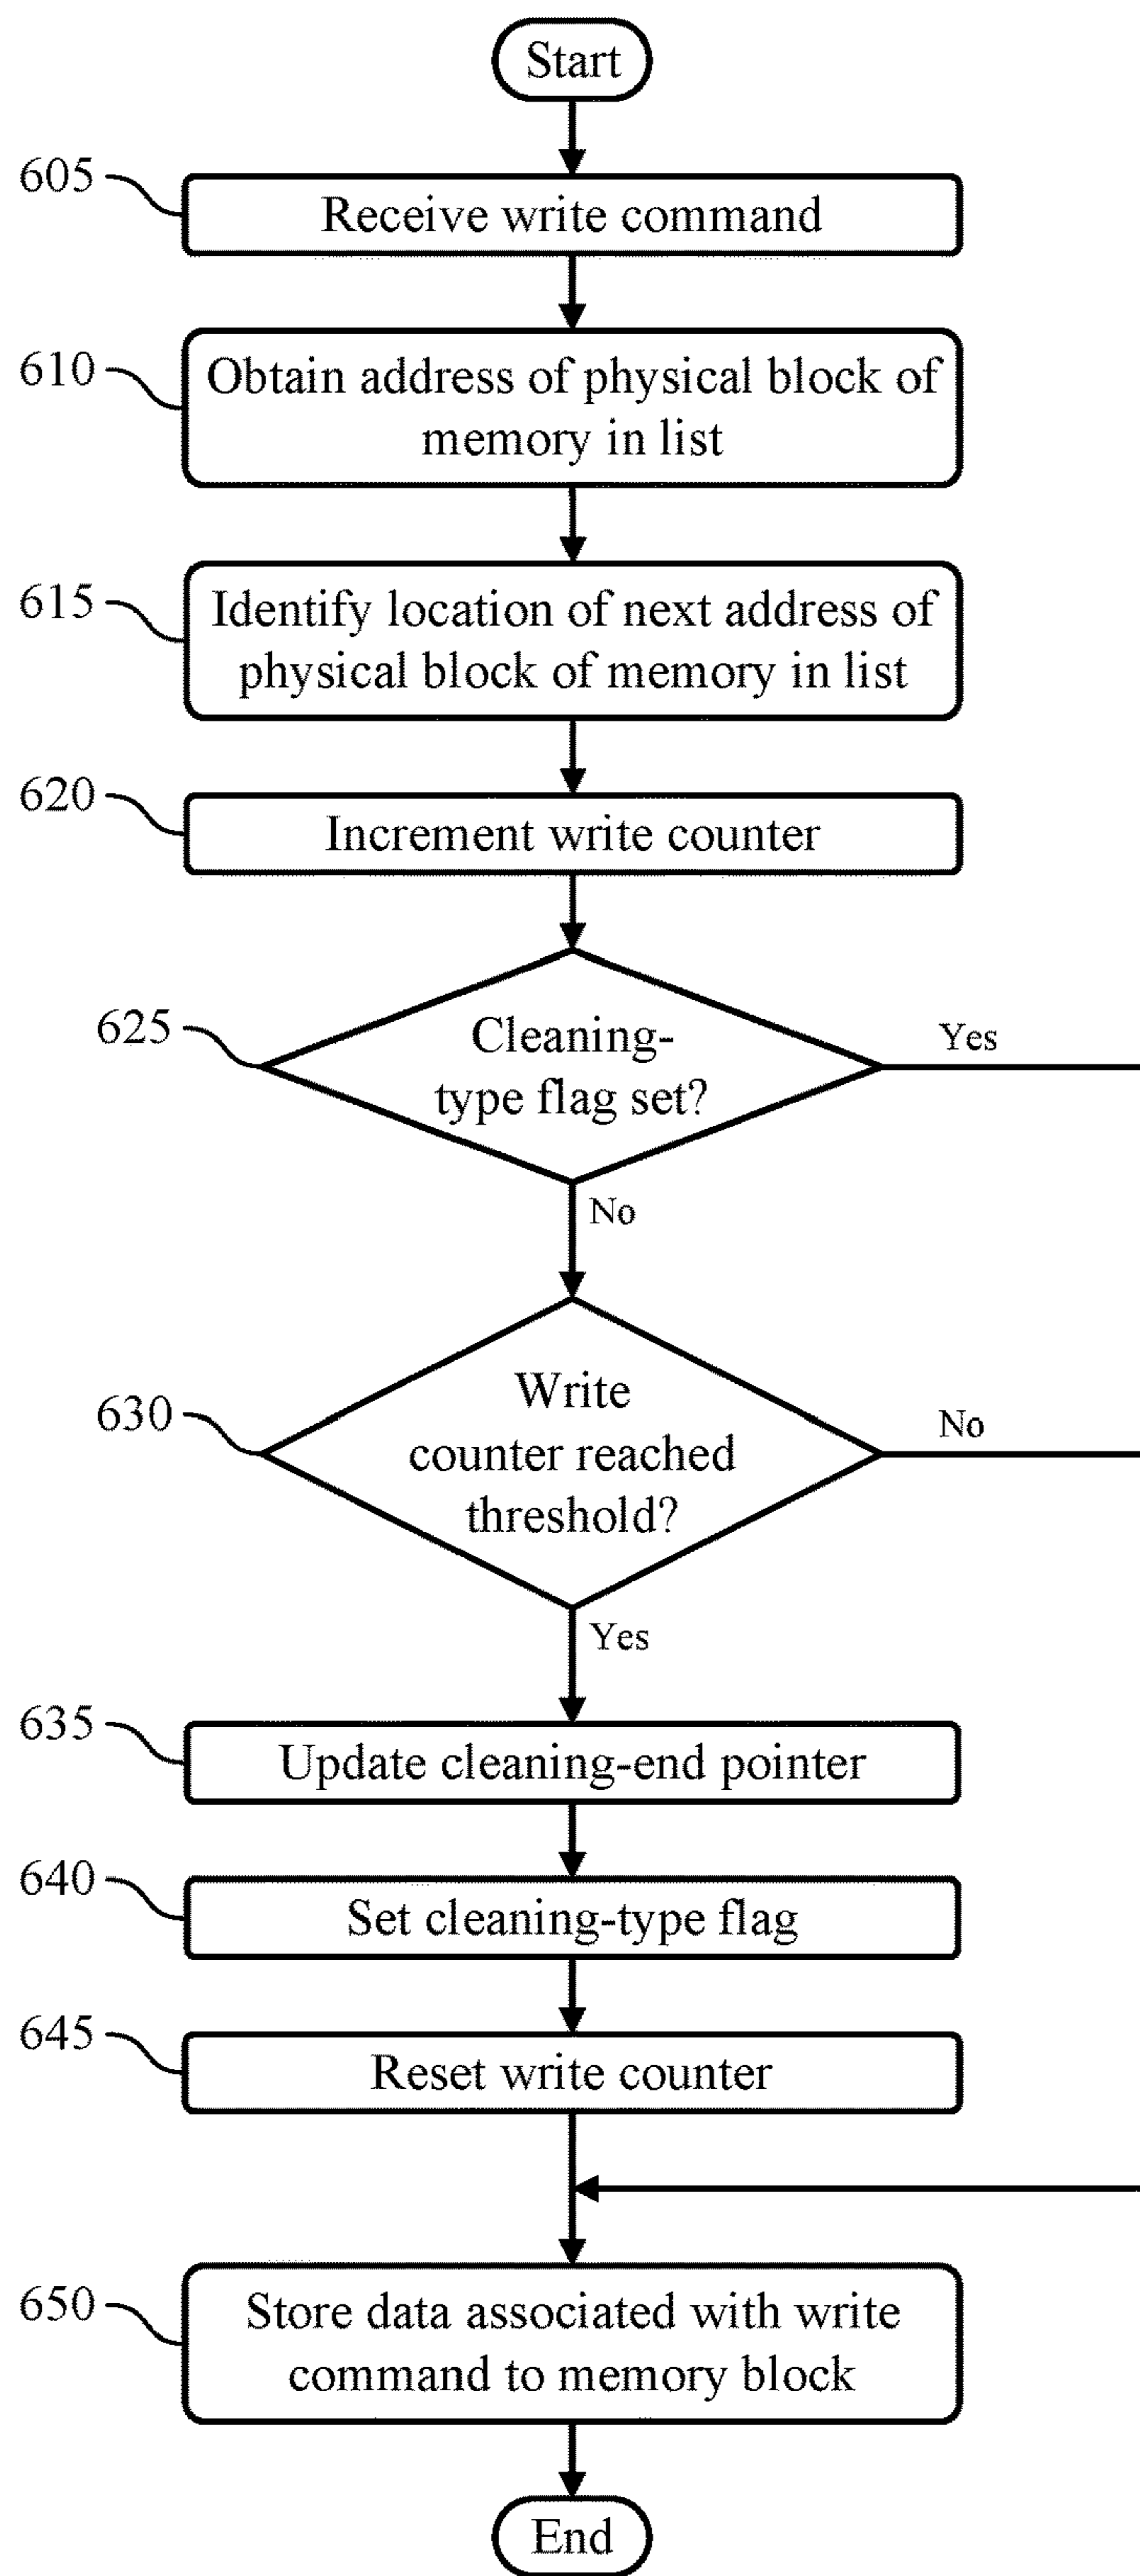 Start
605
Receive write command
610
Obtain address of physical block of
memory in list
615
Identify location of next address of
physical block of memory in list
620
Increment write counter
625
Cleaning-
type flag set?
Yes
No
630
Write
counter reached
threshold?
No
Yes
635
Update cleaning-end pointer
640
Set cleaning-type flag
645
Reset write counter
650
Store data associated with write
command to memory block
End